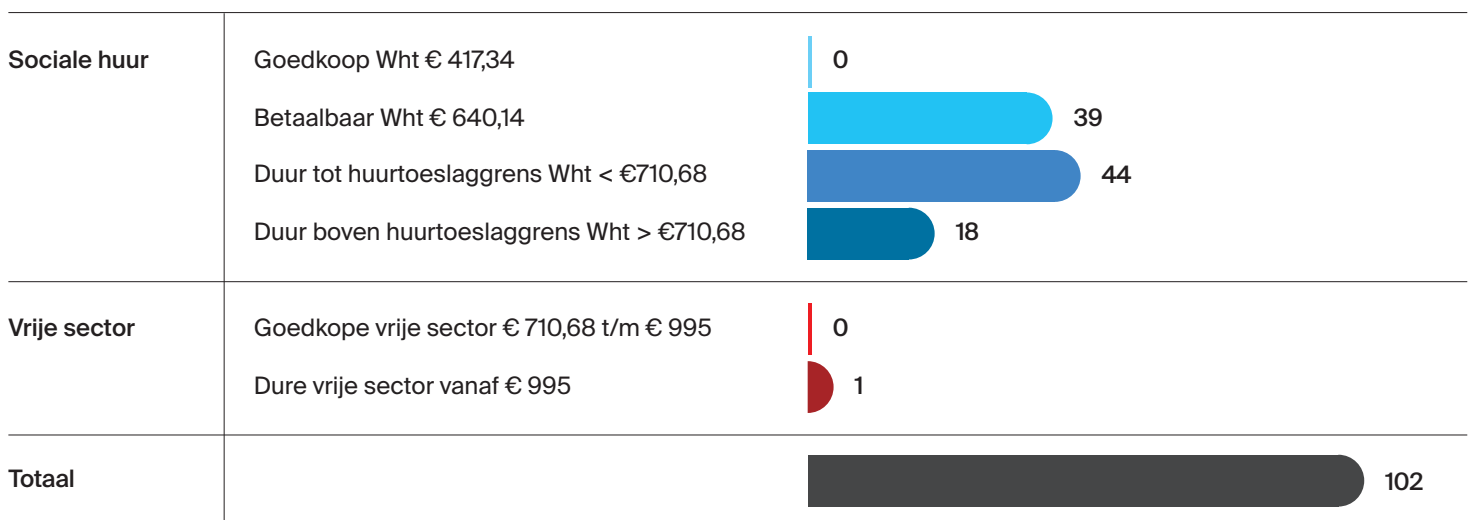 Sociale huur
Goedkoop Wht € 417,34
0
Betaalbaar Wht € 640,14
39
Duur tot huurtoeslaggrens Wht < €710,68
44
Duur boven huurtoeslaggrens Wht > €710,68
18
Vrije sector
Goedkope vrije sector € 710,68 t/m € 995
0
Dure vrije sector vanaf € 995
1
Totaal
102